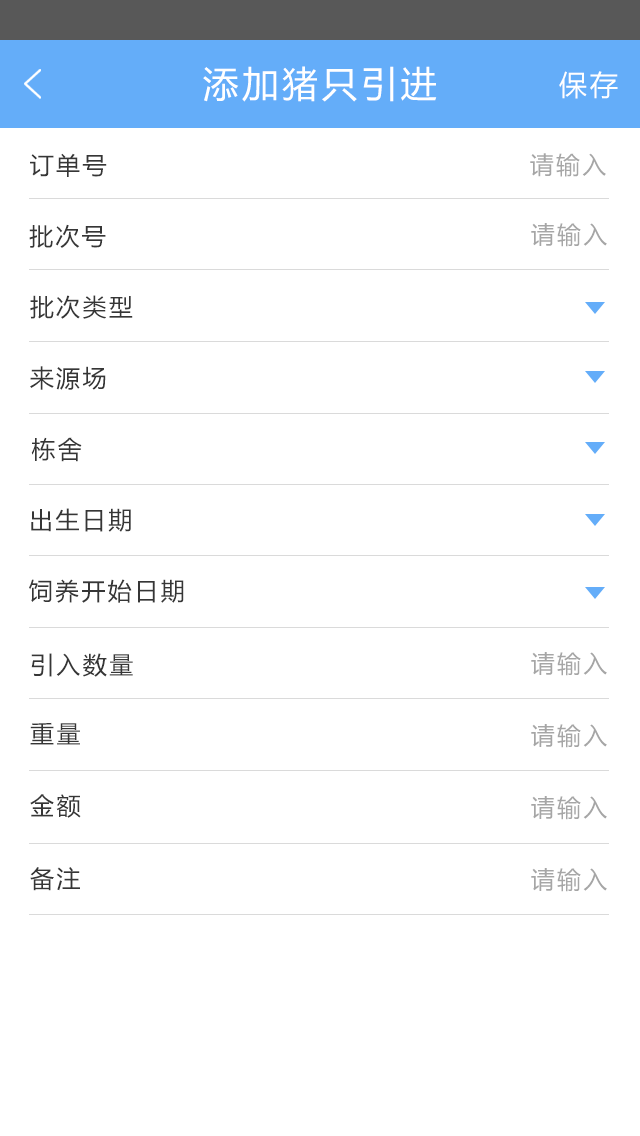 添加猪只引进 保存
订单号 请输入
批次号 请输入
批次类型
来源场
栋舍
出生日期
饲养开始日期
引入数量 请输入
重量 请输入
金额 请输入
备注 请输入